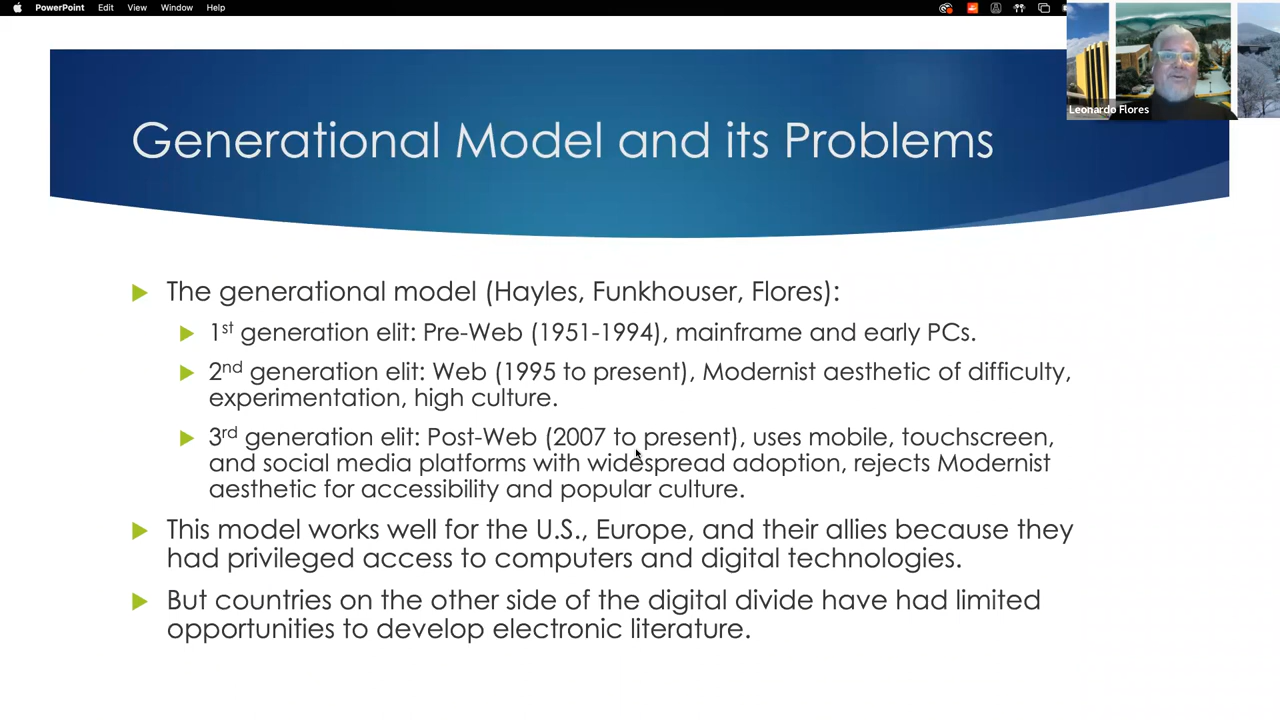 PowerPoint Edit View Window Help
Leonardo Flores
Generational Model and its Problems
The generational model (Hayles, Funkhouser, Flores):
1st generation elit: Pre-Web (1951-1994), mainframe and early PCs.
2nd generation elit: Web (1995 to present), Modernist aesthetic of difficulty,
experimentation, high culture.
3rd generation elit: Post-Web (2007 to present), uses mobile, touchscreen,
and social media platforms with widespread adoption, rejects Modernist
aesthetic for accessibility and popular culture.
This model works well for the U.S., Europe, and their allies because they
had privileged access to computers and digital technologies.
But countries on the other side of the digital divide have had limited
opportunities to develop electronic literature.